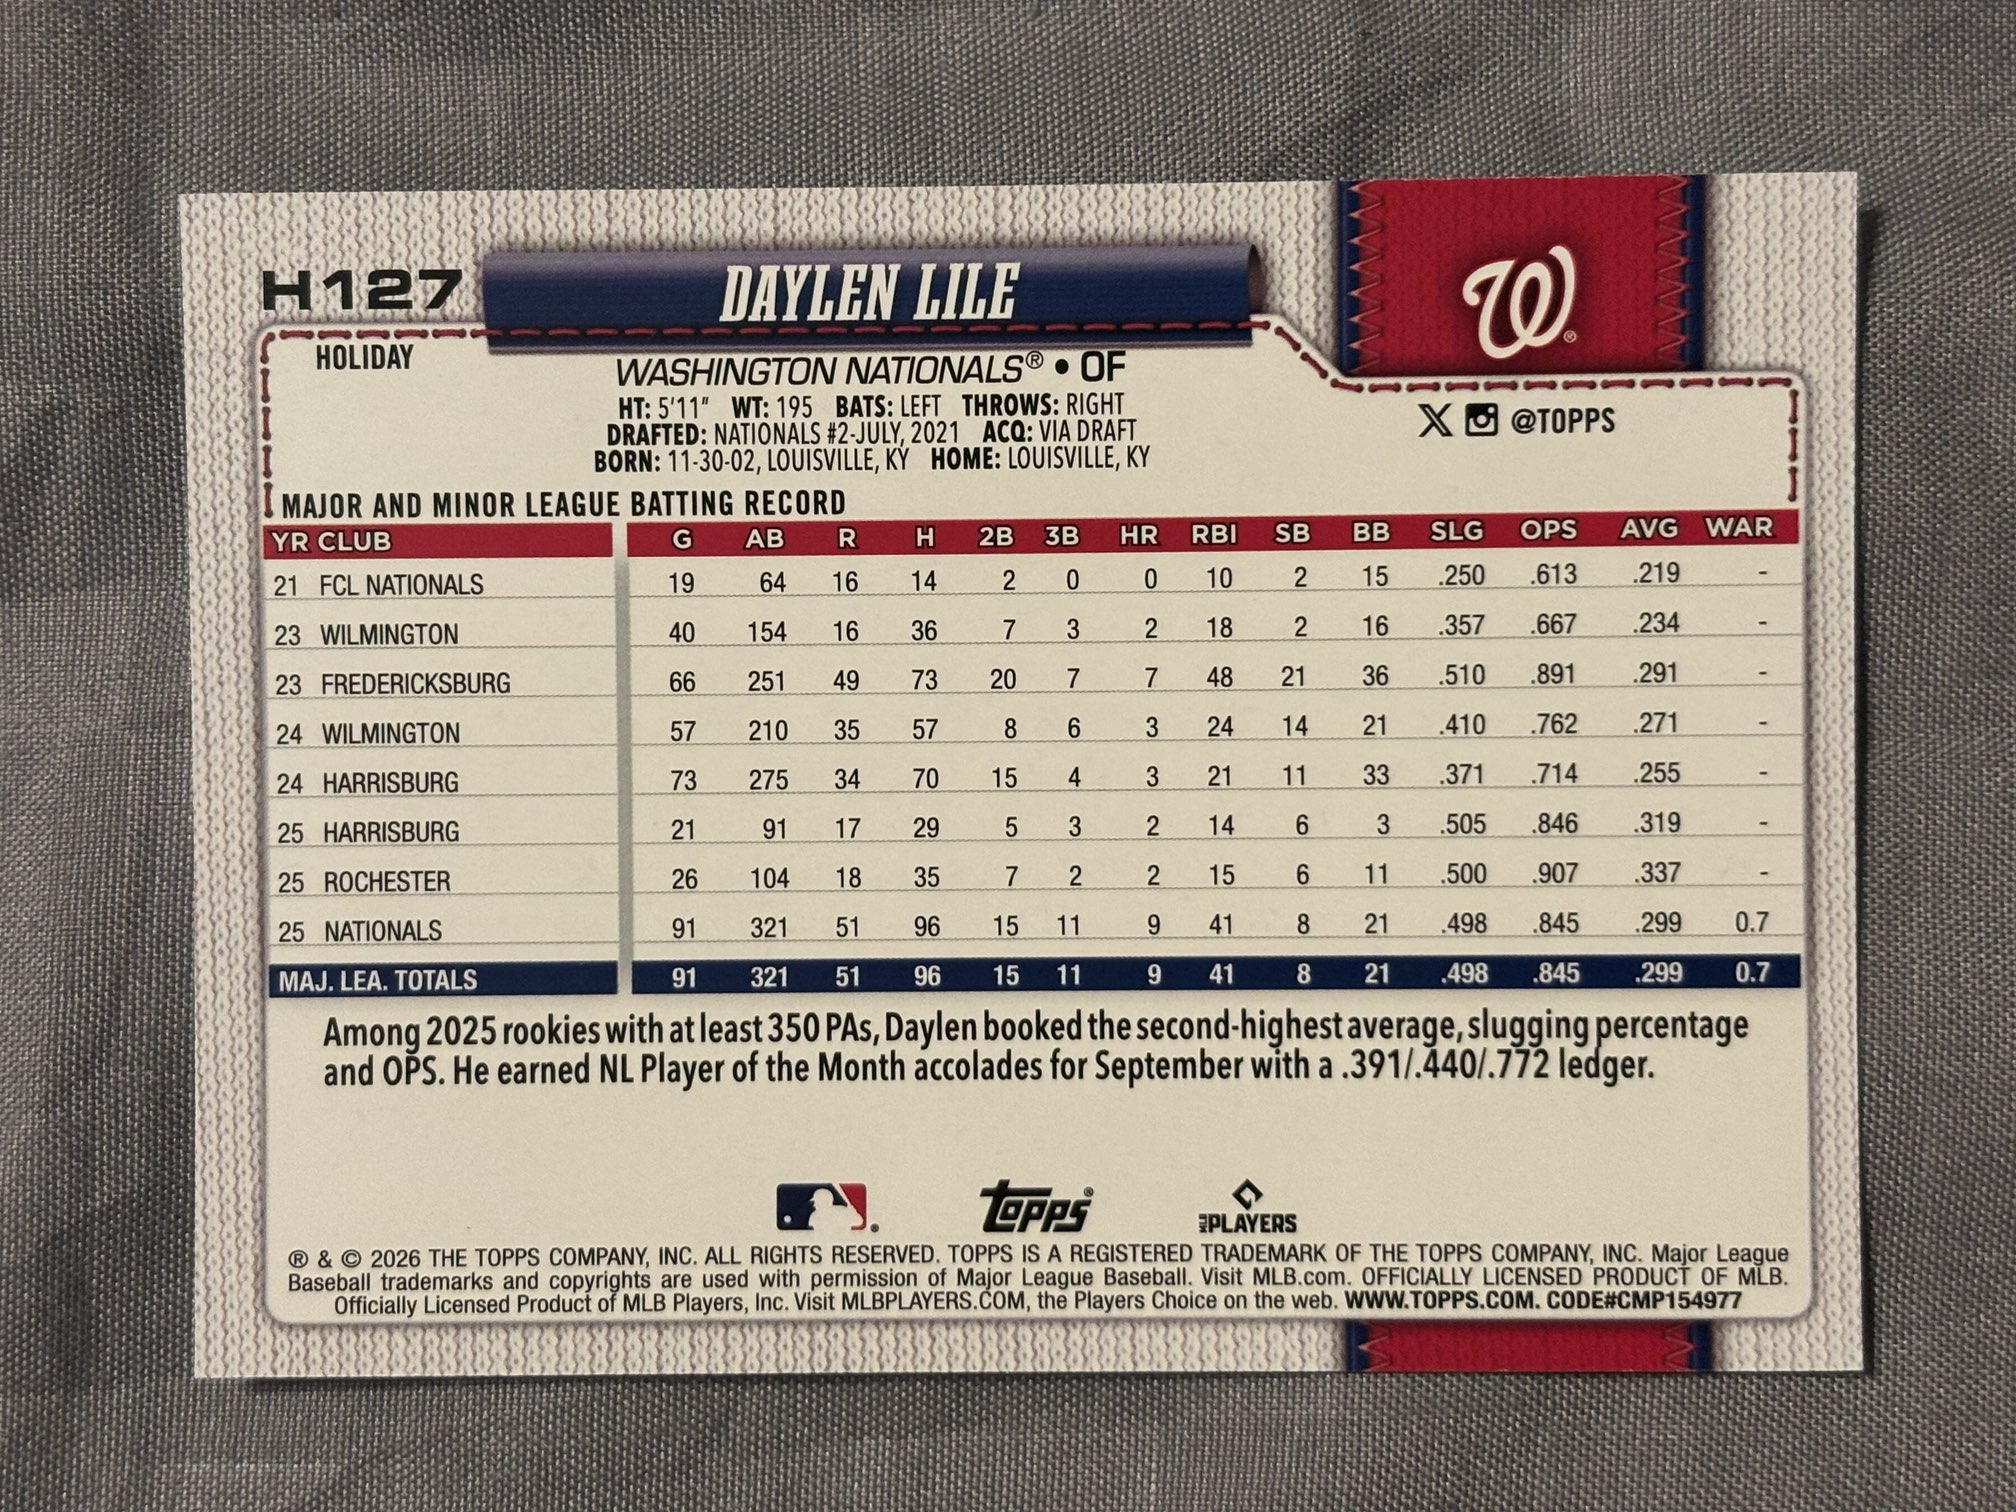 H127
DAYLEN LILE
W®
HOLIDAY
WASHINGTON NATIONALS® • OF
HT: 5'11" WT: 195 BATS: LEFT THROWS: RIGHT
DRAFTED: NATIONALS #2-JULY, 2021 ACQ: VIA DRAFT
BORN: 11-30-02, LOUISVILLE, KY HOME: LOUISVILLE, KY
X @TOPPS
MAJOR AND MINOR LEAGUE BATTING RECORD
YR CLUB G AB R H 2B 3B HR RBI SB BB SLG OPS AVG WAR
21 FCL NATIONALS 19 64 16 14 2 0 0 10 2 15 .250 .613 .219 -
23 WILMINGTON 40 154 16 36 7 3 2 18 2 16 .357 .667 .234 -
23 FREDERICKSBURG 66 251 49 73 20 7 7 48 21 36 .510 .891 .291 -
24 WILMINGTON 57 210 35 57 8 6 3 24 14 21 .410 .762 .271 -
24 HARRISBURG 73 275 34 70 15 4 3 21 11 33 .371 .714 .255 -
25 HARRISBURG 21 91 17 29 5 3 2 14 6 3 .505 .846 .319 -
25 ROCHESTER 26 104 18 35 7 2 2 15 6 11 .500 .907 .337 -
25 NATIONALS 91 321 51 96 15 11 9 41 8 21 .498 .845 .299 0.7
MAJ. LEA. TOTALS 91 321 51 96 15 11 9 41 8 21 .498 .845 .299 0.7
Among 2025 rookies with at least 350 PAs, Daylen booked the second-highest average, slugging percentage
and OPS. He earned NL Player of the Month accolades for September with a .391/.440/.772 ledger.
® Topps® MLB PLAYERS
® & © 2026 THE TOPPS COMPANY, INC. ALL RIGHTS RESERVED. TOPPS IS A REGISTERED TRADEMARK OF THE TOPPS COMPANY, INC. Major League
Baseball trademarks and copyrights are used with permission of Major League Baseball. Visit MLB.com. OFFICIALLY LICENSED PRODUCT OF MLB.
Officially Licensed Product of MLB Players, Inc. Visit MLBPLAYERS.COM, the Players Choice on the web. WWW.TOPPS.COM. CODE#CMP154977